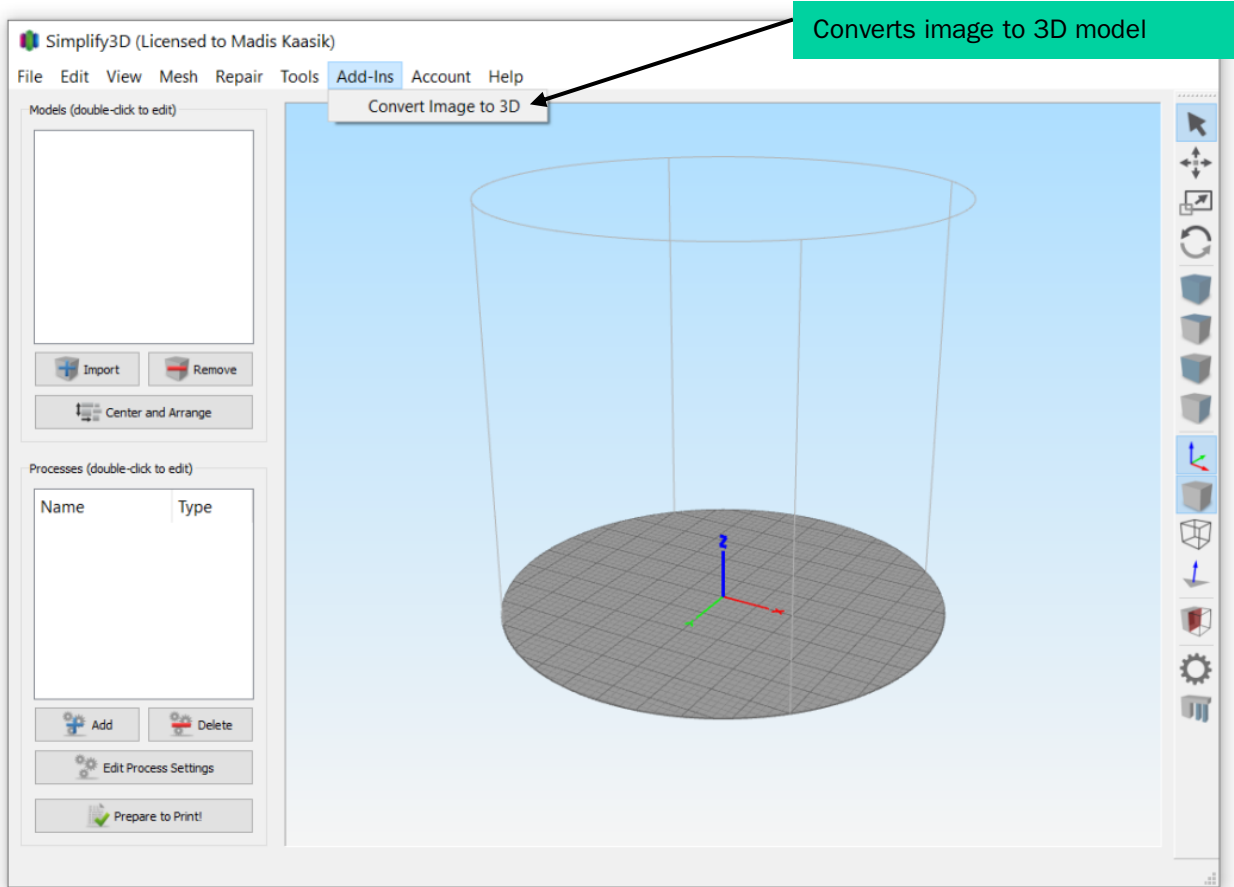 Converts image to 3D model
Simplify3D (Licensed to Madis Kaasik)
File Edit View Mesh Repair Tools Add-Ins Account Help
Convert Image to 3D
Models (double-click to edit)
Import Remove
Center and Arrange
Processes (double-click to edit)
Name Type
Add Delete
Edit Process Settings
Prepare to Print!
Z